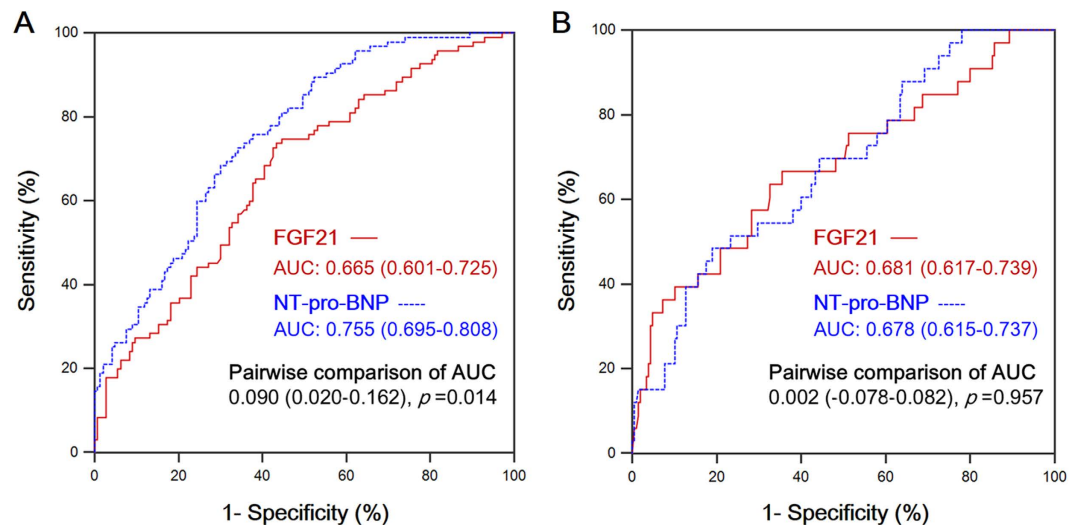 A
Sensitivity (%)
100
80
60
40
20
0
FGF21
AUC: 0.665 (0.601-0.725)
NT-pro-BNP
AUC: 0.755 (0.695-0.808)
Pairwise comparison of AUC
0.090 (0.020-0.162), p=0.014
0 20 40 60 80 100
1- Specificity (%)
B
Sensitivity (%)
100
80
60
40
20
0
FGF21
AUC: 0.681 (0.617-0.739)
NT-pro-BNP
AUC: 0.678 (0.615-0.737)
Pairwise comparison of AUC
0.002 (-0.078-0.082), p=0.957
0 20 40 60 80 100
1- Specificity (%)